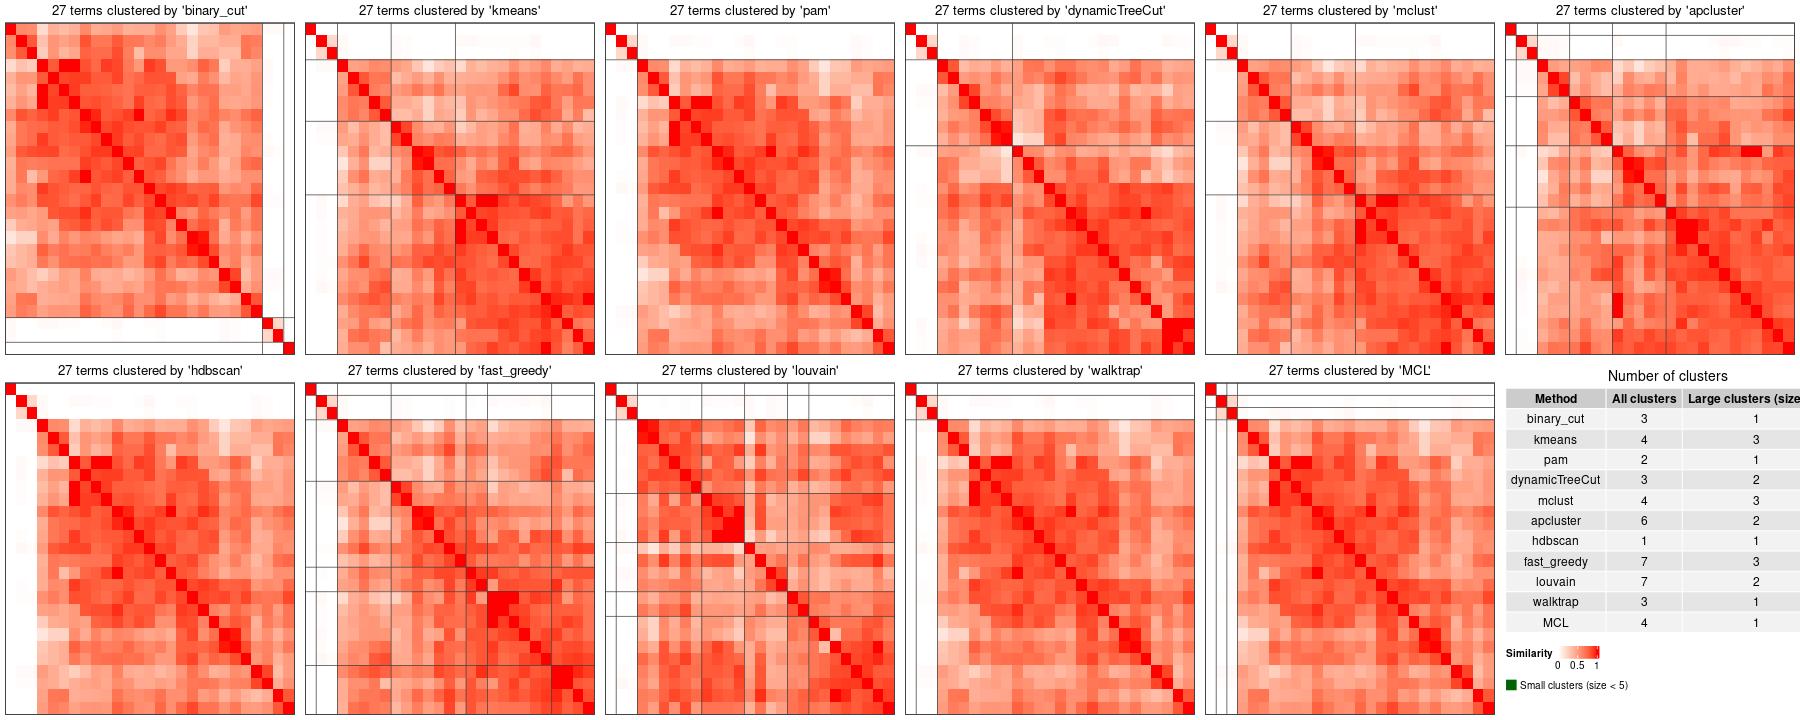 27 terms clustered by 'binary_cut'
27 terms clustered by 'kmeans'
27 terms clustered by 'pam'
27 terms clustered by 'dynamicTreeCut'
27 terms clustered by 'mclust'
27 terms clustered by 'apcluster'
27 terms clustered by 'hdbscan'
27 terms clustered by 'fast_greedy'
27 terms clustered by 'louvain'
27 terms clustered by 'walktrap'
27 terms clustered by 'MCL'
Number of clusters
Method All clusters Large clusters (size
binary_cut 3 1
kmeans 4 3
pam 2 1
dynamicTreeCut 3 2
mclust 4 3
apcluster 6 2
hdbscan 1 1
fast_greedy 7 3
louvain 7 2
walktrap 3 1
MCL 4 1
Similarity
0 0.5 1
Small clusters (size < 5)